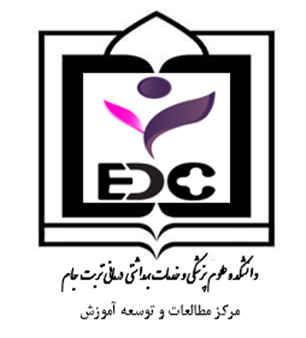 EDC
دانشکده علوم پزشکی و خدمات بهداشتی درمانی تربت جام
مرکز مطالعات و توسعه آموزش